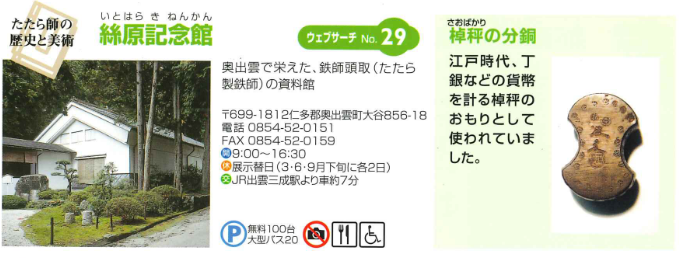 たたら師の
歴史と美術
いとはら き ねんかん
絲原記念館
ウェブサーチ No. 29
奥出雲で栄えた、鉄師頭取(たたら
製鉄師)の資料館
〒699-1812仁多郡奥出雲町大谷856-18
電話 0854-52-0151
FAX 0854-52-0159
開9:00〜16:30
休展示替日(3・6・9月下旬に各2日)
交JR出雲三成駅より車約7分
P 無料100台
大型バス20
さおばかり
棹秤の分銅
江戸時代、丁
銀などの貨幣
を計る棹秤の
おもりとして
使われていま
した。